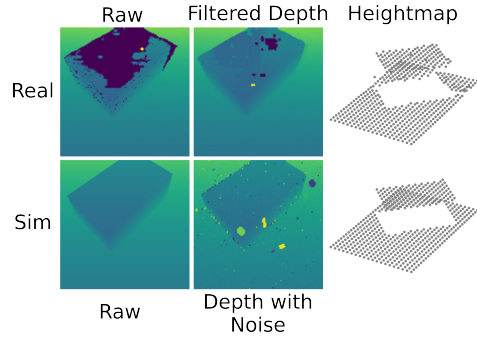 Raw
Filtered Depth
Heightmap
Real
Sim
Raw
Depth with
Noise